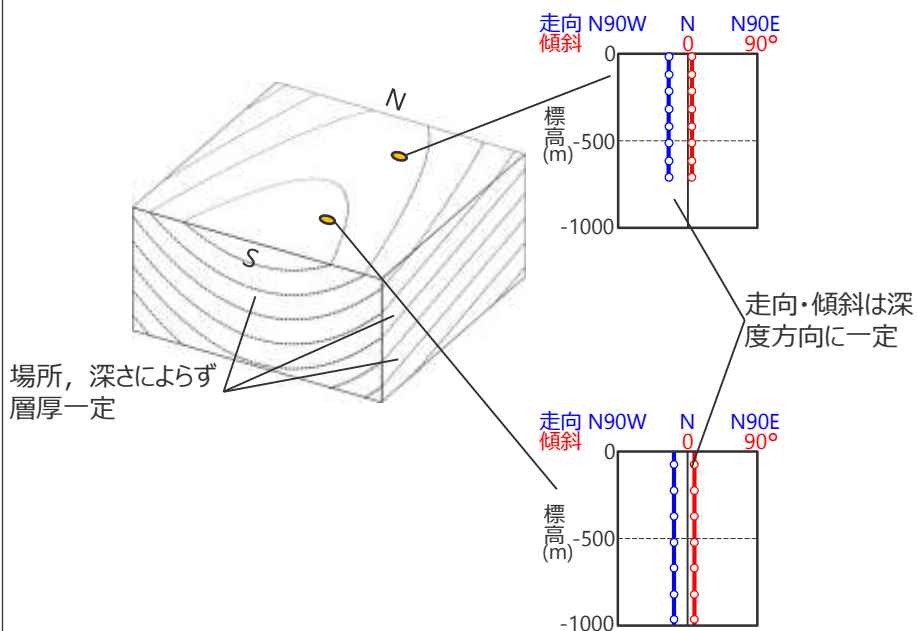 走向 N90W N N90E
傾斜 0 90°
0
標高(m)
-500
-1000
N
S
走向・傾斜は深
度方向に一定
場所，深さによらず
層厚一定
走向 N90W N N90E
傾斜 0 90°
0
標高(m)
-500
-1000